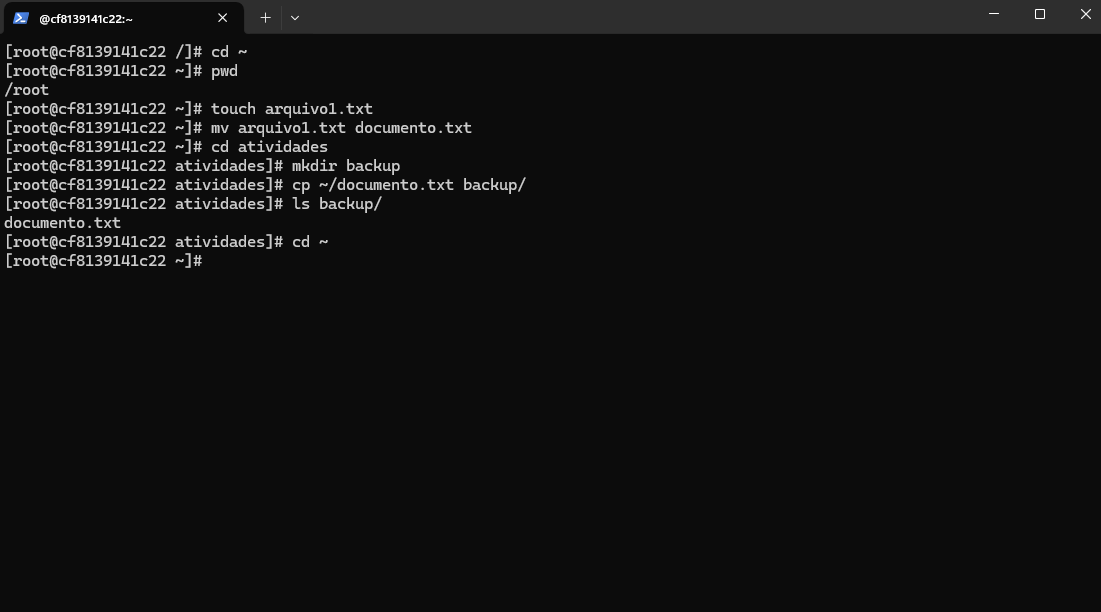 @cf8139141c22:~
[root@cf8139141c22 /]# cd ~
[root@cf8139141c22 ~]# pwd
/root
[root@cf8139141c22 ~]# touch arquivo1.txt
[root@cf8139141c22 ~]# mv arquivo1.txt documento.txt
[root@cf8139141c22 ~]# cd atividades
[root@cf8139141c22 atividades]# mkdir backup
[root@cf8139141c22 atividades]# cp ~/documento.txt backup/
[root@cf8139141c22 atividades]# ls backup/
documento.txt
[root@cf8139141c22 atividades]# cd ~
[root@cf8139141c22 ~]#